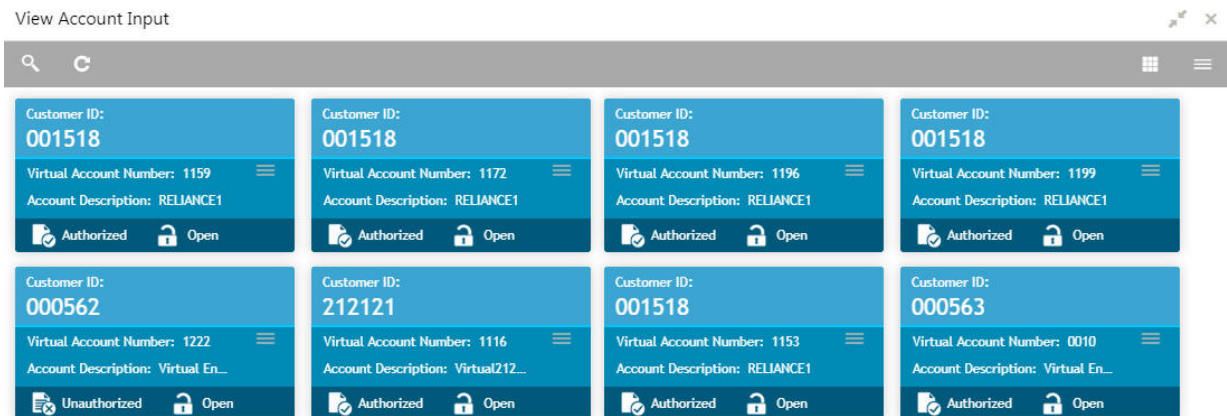 View Account Input
Customer ID:
001518
Virtual Account Number: 1159
Account Description: RELIANCE1
Authorized Open
Customer ID:
001518
Virtual Account Number: 1172
Account Description: RELIANCE1
Authorized Open
Customer ID:
001518
Virtual Account Number: 1196
Account Description: RELIANCE1
Authorized Open
Customer ID:
001518
Virtual Account Number: 1199
Account Description: RELIANCE1
Authorized Open
Customer ID:
000562
Virtual Account Number: 1222
Account Description: Virtual En...
Unauthorized Open
Customer ID:
212121
Virtual Account Number: 1116
Account Description: Virtual212...
Authorized Open
Customer ID:
001518
Virtual Account Number: 1153
Account Description: RELIANCE1
Authorized Open
Customer ID:
000563
Virtual Account Number: 0010
Account Description: Virtual En...
Authorized Open